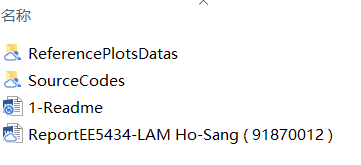 名称
ReferencePlotsDatas
SourceCodes
1-Readme
ReportEE5434-LAM Ho-Sang ( 91870012 )